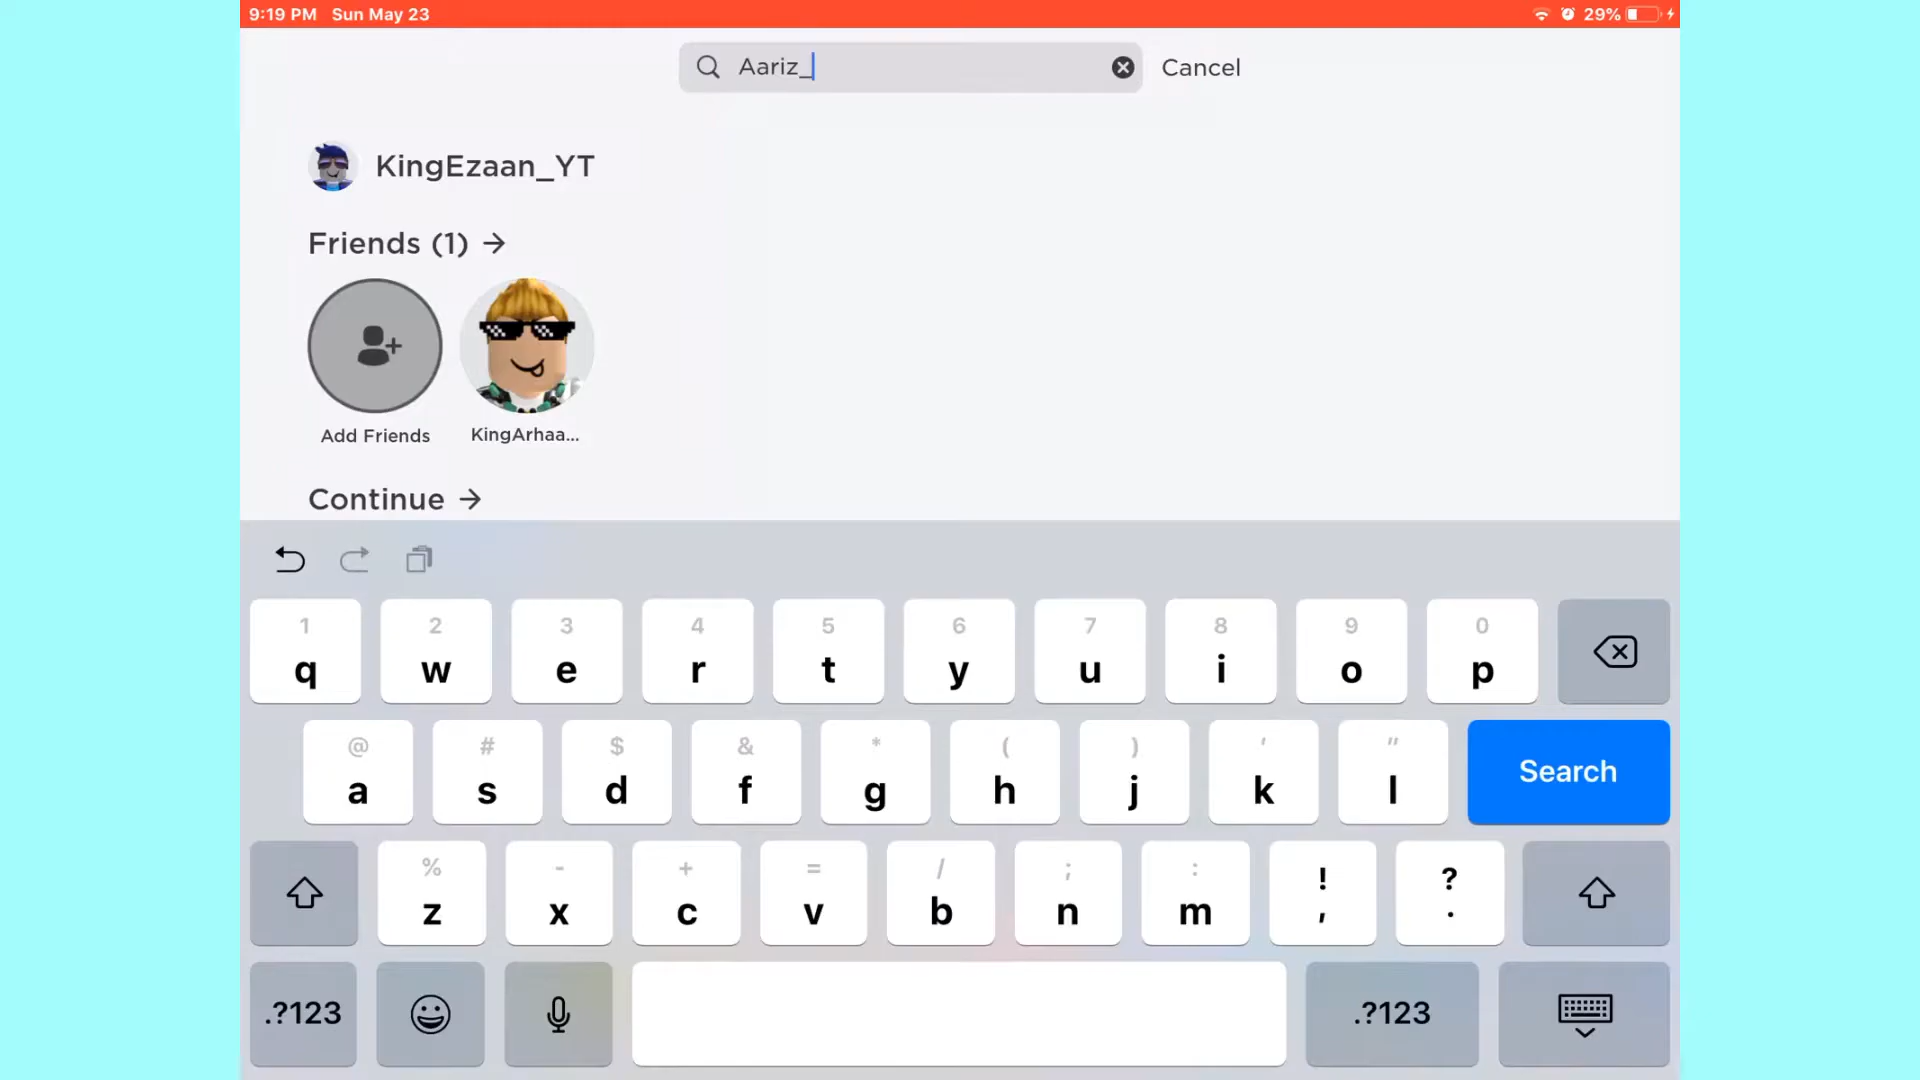 9:19 PM Sun May 23 29%
Aariz_ Cancel
KingEzaan_YT
Friends (1) →
Add Friends KingArhaa...
Continue →
1 2 3 4 5 6 7 8 9 0
q w e r t y u i o p
@ # $ & * ( ) ' "
a s d f g h j k l Search
% - + = / ; : ! ?
z x c v b n m , .
.?123 .?123